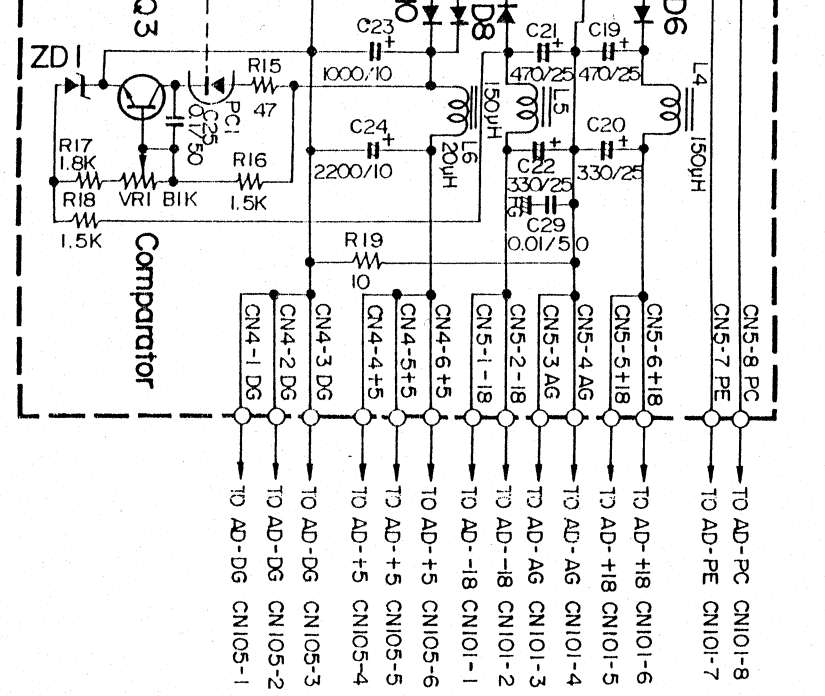 Q3
O
D8
D6
C23
1000/10
C21
470/25
C19
470/25
ZD1
R15
47
PC1
C25
0.1/50
150μH
L5
L4
150μH
R17
1.8K
C24
2200/10
L6
20μH
C20
330/25
C22
330/25
R16
1.5K
VR1 B1K
R18
1.5K
FG
C29
0.01/50
R19
10
Comparator
CN4-1 DG
CN4-2 DG
CN4-3 DG
CN4-4+5
CN4-5+5
CN4-6+5
CN5-1-18
CN5-2-18
CN5-3 AG
CN5-4 AG
CN5-5+18
CN5-6+18
CN5-7 PE
CN5-8 PC
TO AD-DG CN105-1
TO AD-DG CN105-2
TO AD-DG CN105-3
TO AD-+5 CN105-4
TO AD-+5 CN105-5
TO AD-+5 CN105-6
TO AD--18 CN101-1
TO AD--18 CN101-2
TO AD-AG CN101-3
TO AD-AG CN101-4
TO AD-+18 CN101-5
TO AD-+18 CN101-6
TO AD-PE CN101-7
TO AD-PC CN101-8